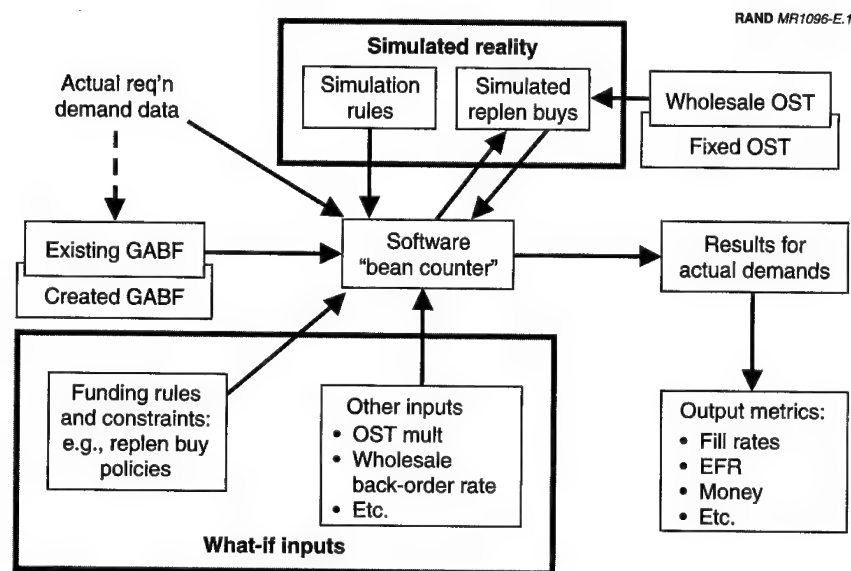 RAND MR1096-E.1
Simulated reality
Actual req'n
demand data
Simulation
rules
Simulated
replen buys
Wholesale OST
Fixed OST
Existing GABF
Created GABF
Software
“bean counter”
Results for
actual demands
Funding rules
and constraints:
e.g., replen buy
policies
Other inputs
• OST mult
• Wholesale
back-order rate
• Etc.
What-if inputs
Output metrics:
• Fill rates
• EFR
• Money
• Etc.